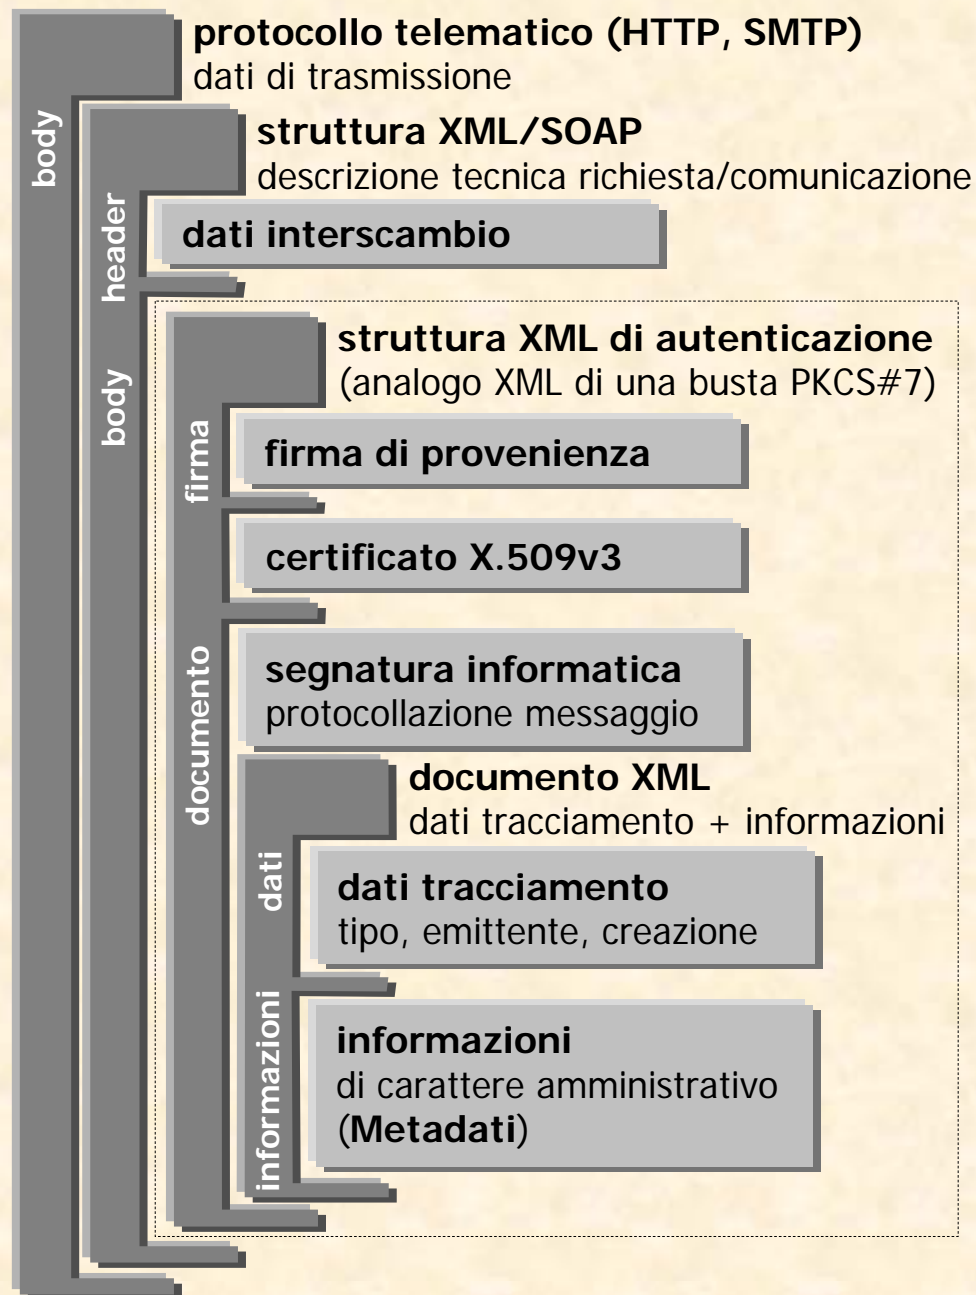 protocollo telematico (HTTP, SMTP)
dati di trasmissione
body
struttura XML/SOAP
descrizione tecnica richiesta/comunicazione
header
dati interscambio
body
struttura XML di autenticazione
(analogo XML di una busta PKCS#7)
firma
firma di provenienza
certificato X.509v3
documento
segnatura informatica
protocollazione messaggio
documento XML
dati tracciamento + informazioni
dati
dati tracciamento
tipo, emittente, creazione
informazioni
informazioni
di carattere amministrativo
(Metadati)